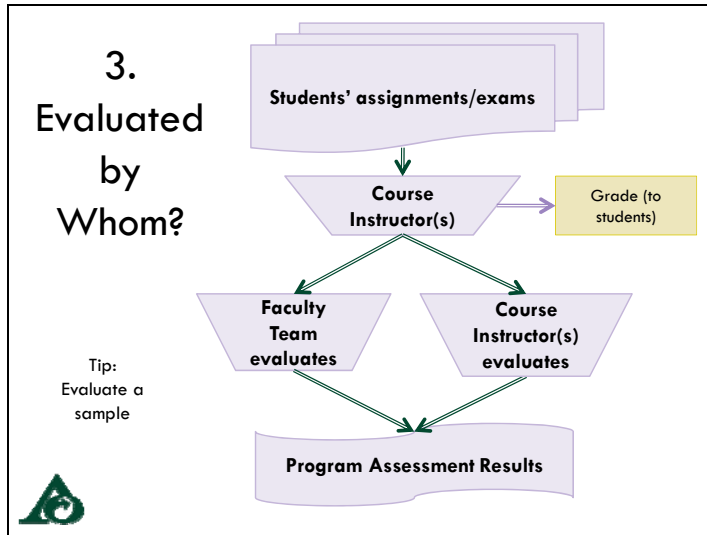 3.
Evaluated
by
Whom?
Students’ assignments/exams
Course
Instructor(s)
Grade (to
students)
Faculty
Team
evaluates
Course
Instructor(s)
evaluates
Tip:
Evaluate a
sample
Program Assessment Results